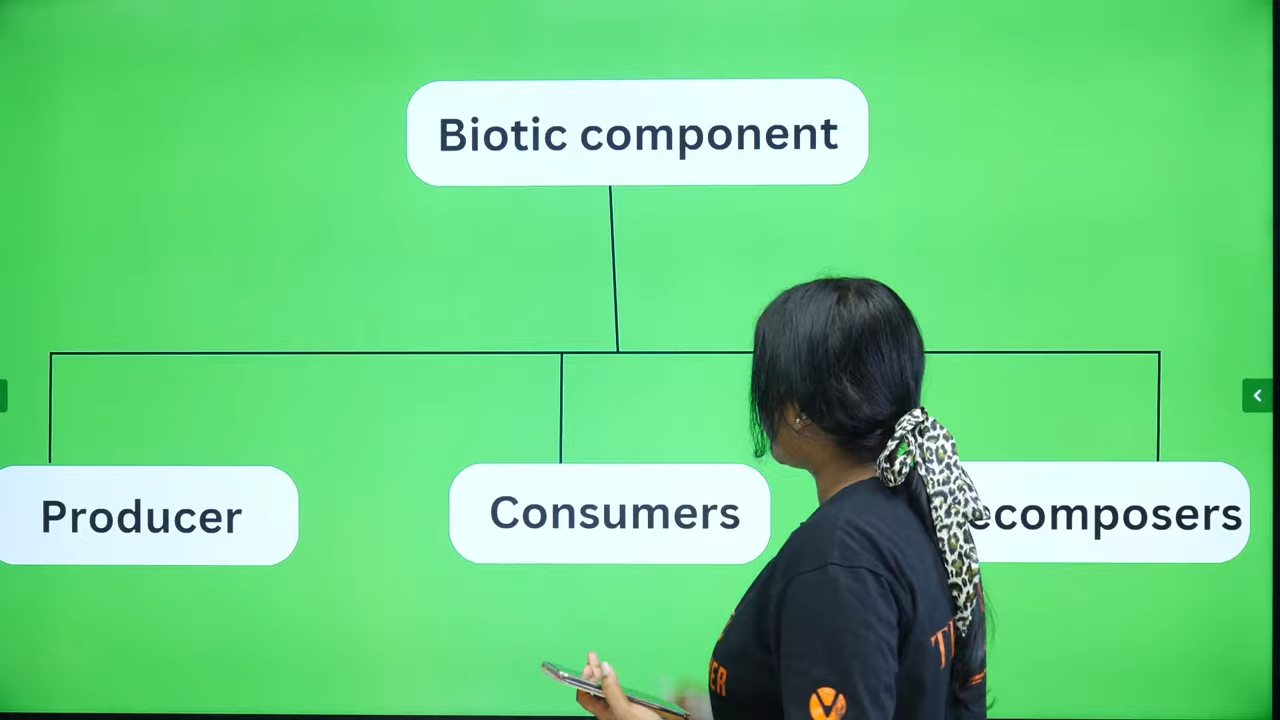 Biotic component
Producer
Consumers
ecomposers